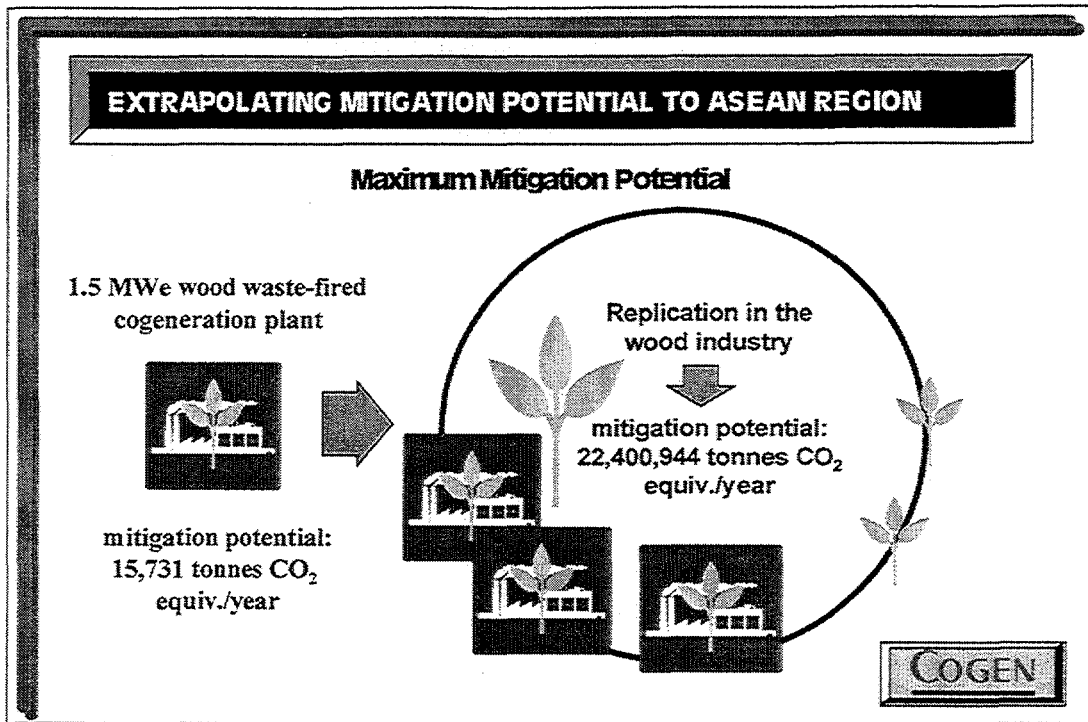 EXTRAPOLATING MITIGATION POTENTIAL TO ASEAN REGION
Maximum Mitigation Potential
1.5 MWe wood waste-fired
cogeneration plant
mitigation potential:
15,731 tonnes CO₂
equiv./year
Replication in the
wood industry
mitigation potential:
22,400,944 tonnes CO₂
equiv./year
COGEN